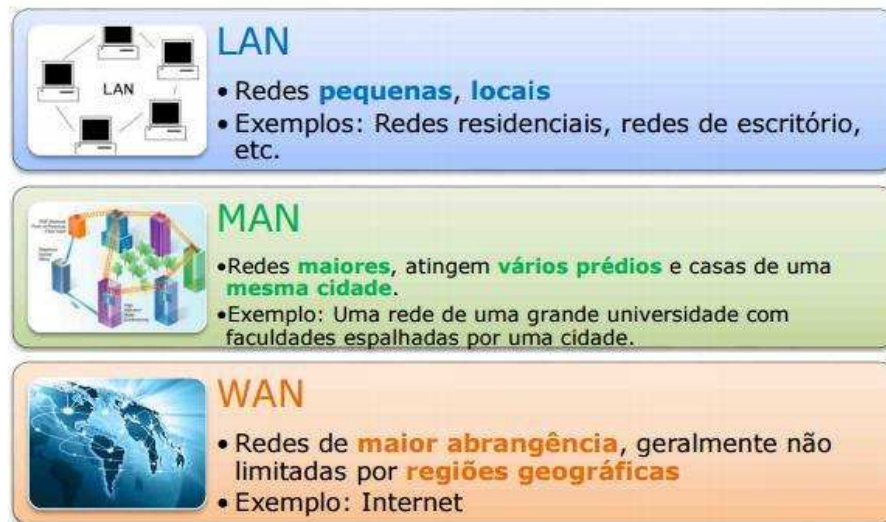 LAN
LAN
• Redes pequenas, locais
• Exemplos: Redes residenciais, redes de escritório,
etc.
MAN
•Redes maiores, atingem vários prédios e casas de uma
mesma cidade.
•Exemplo: Uma rede de uma grande universidade com
faculdades espalhadas por uma cidade.
WAN
• Redes de maior abrangência, geralmente não
limitadas por regiões geográficas
• Exemplo: Internet